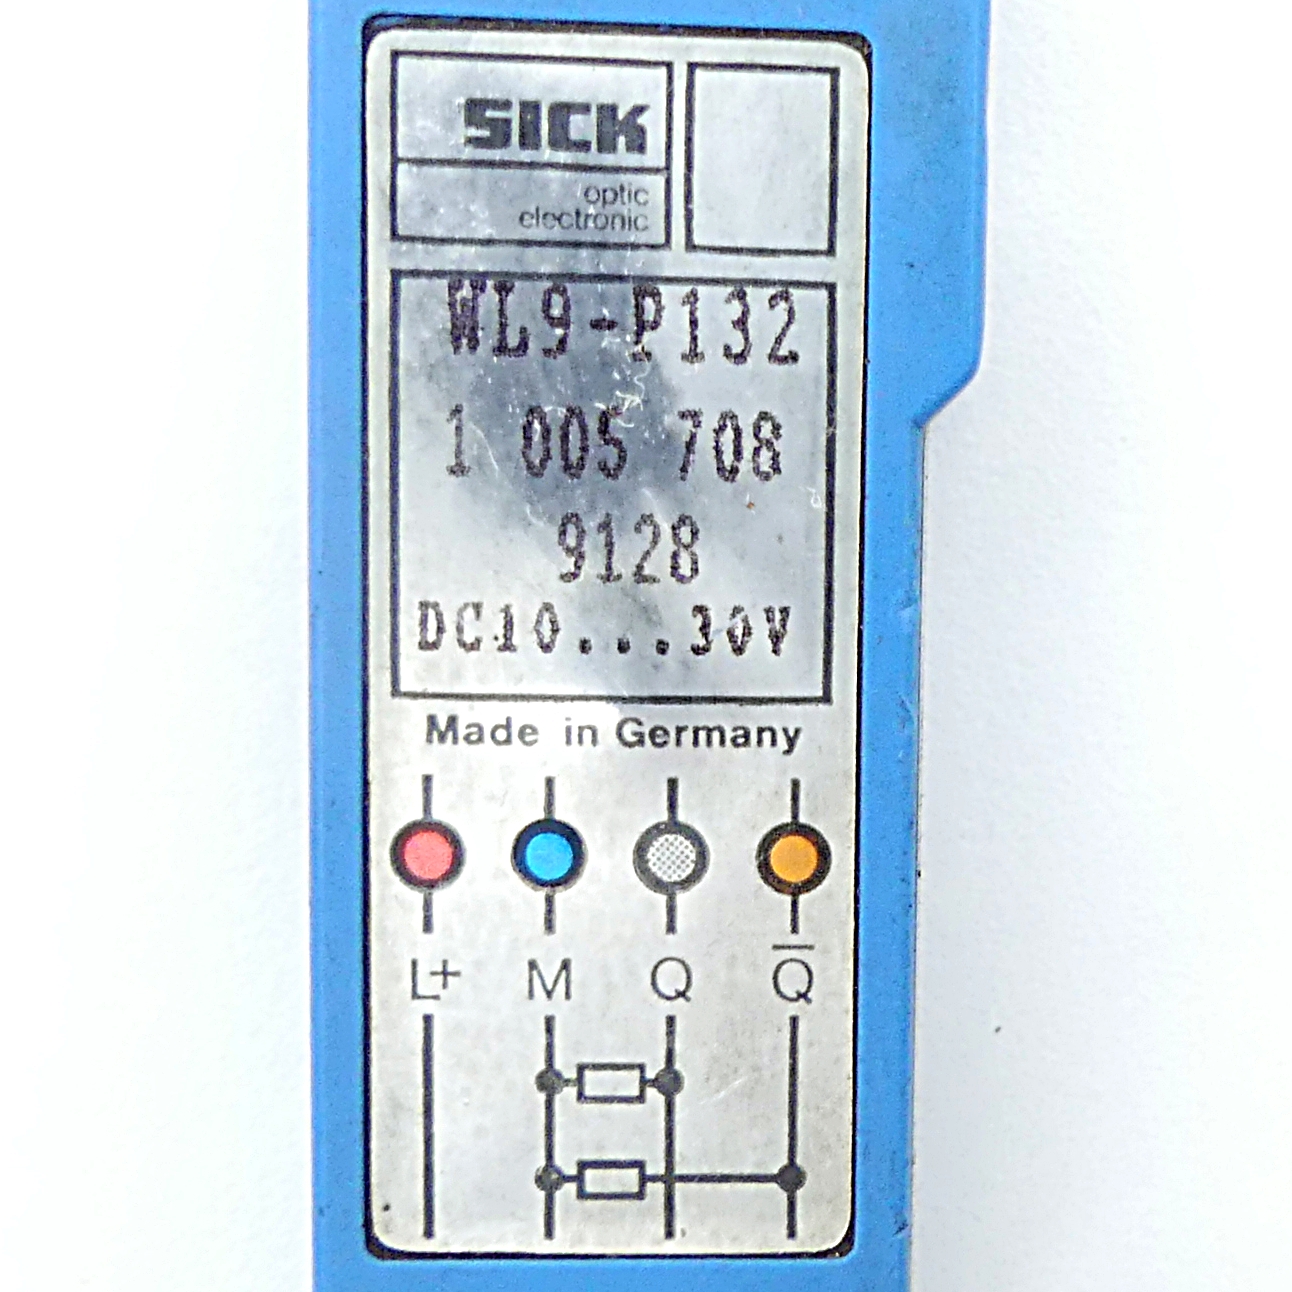 SICK
optic
electronic
WL9-P132
1 005 708
9128
DC10...30V
Made in Germany
L+ M Q Q̅